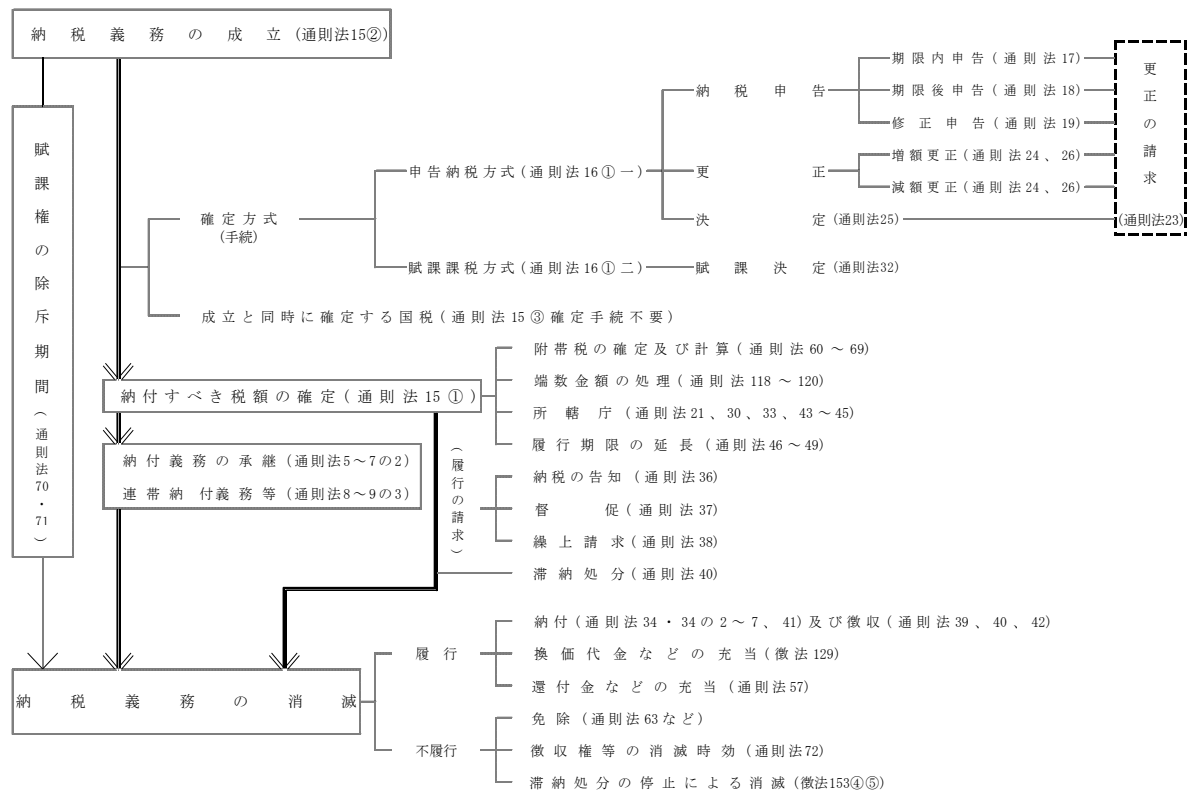 納税義務の成立(通則法15②)
賦課権の除斥期間(通則法70・71)
確定方式
(手続)
申告納税方式(通則法16①一)
納税申告
期限内申告(通則法17)
期限後申告(通則法18)
修正申告(通則法19)
更正
増額更正(通則法24、26)
減額更正(通則法24、26)
決定(通則法25)
更正の請求
(通則法23)
賦課課税方式(通則法16①二)
賦課決定(通則法32)
成立と同時に確定する国税(通則法15③確定手続不要)
納付すべき税額の確定(通則法15①)
附帯税の確定及び計算(通則法60~69)
端数金額の処理(通則法118~120)
所轄庁(通則法21、30、33、43~45)
履行期限の延長(通則法46~49)
納付義務の承継(通則法5~7の2)
連帯納付義務等(通則法8~9の3)
(履行の請求)
納税の告知(通則法36)
督促(通則法37)
繰上請求(通則法38)
滞納処分(通則法40)
納税義務の消滅
履行
納付(通則法34・34の2~7、41)及び徴収(通則法39、40、42)
換価代金などの充当(徴法129)
還付金などの充当(通則法57)
不履行
免除(通則法63など)
徴収権等の消滅時効(通則法72)
滞納処分の停止による消滅(徴法153④⑤)